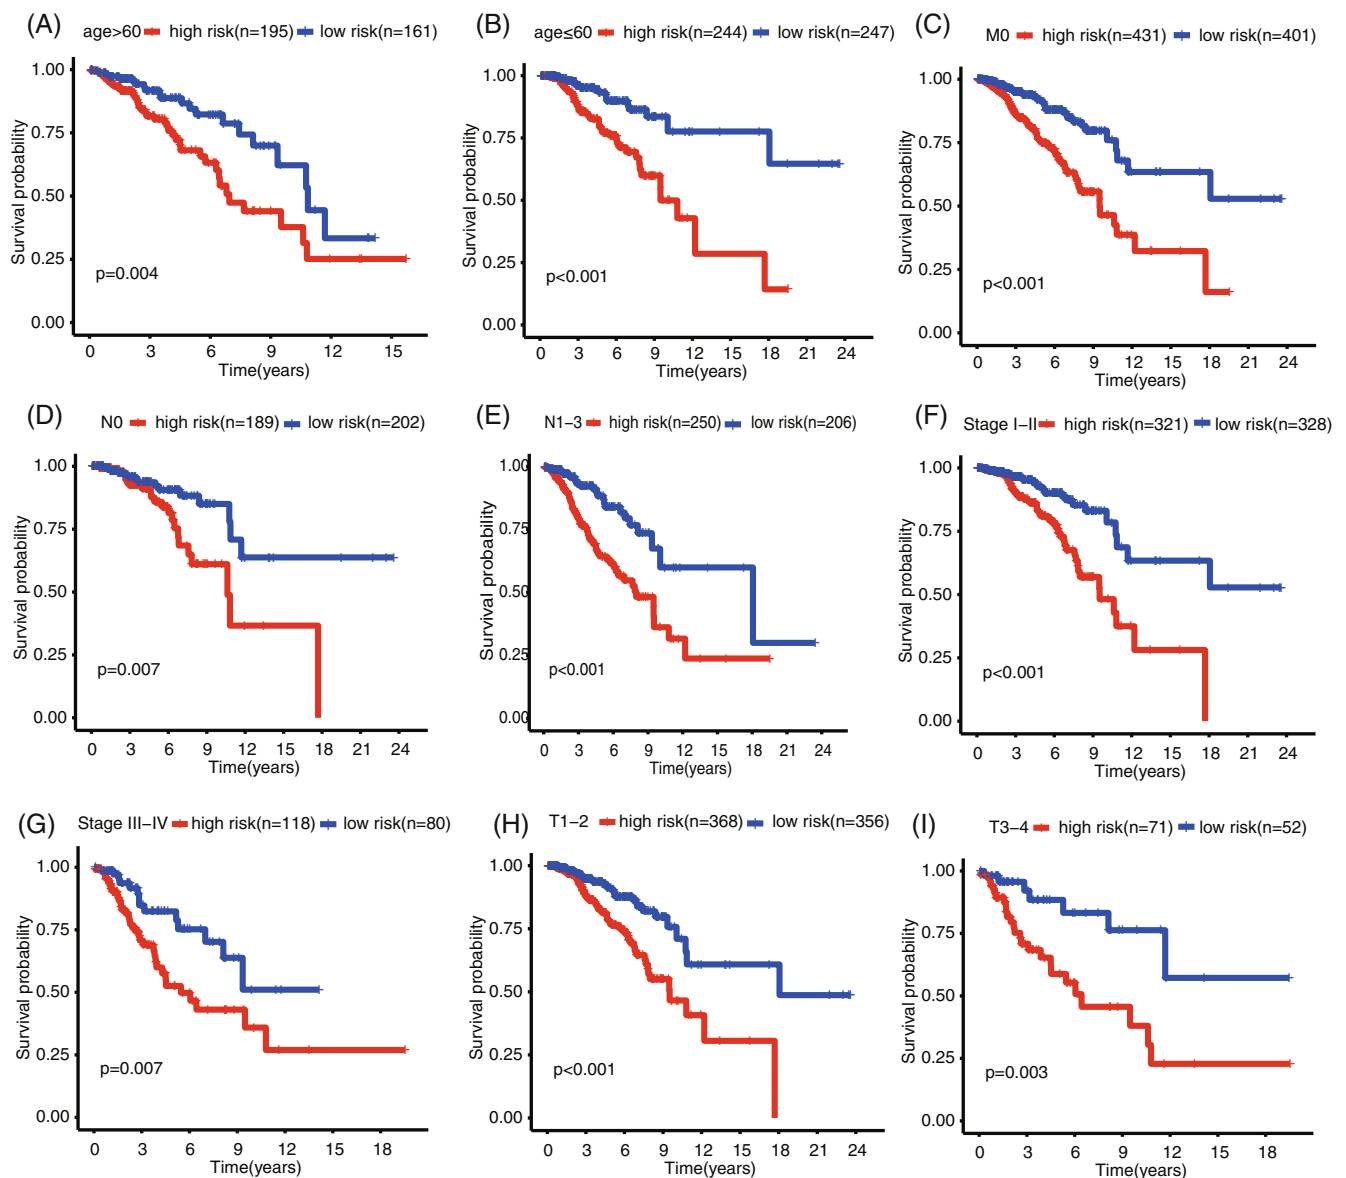 (A) age>60 high risk(n=195) low risk(n=161)
1.00
0.75
0.50
0.25
0.00
Survival probability
p=0.004
0 3 6 9 12 15
Time(years)
(B) age≤60 high risk(n=244) low risk(n=247)
1.00
0.75
0.50
0.25
0.00
Survival probability
p<0.001
0 3 6 9 12 15 18 21 24
Time(years)
(C) M0 high risk(n=431) low risk(n=401)
1.00
0.75
0.50
0.25
0.00
Survival probability
p<0.001
0 3 6 9 12 15 18 21 24
Time(years)
(D) N0 high risk(n=189) low risk(n=202)
1.00
0.75
0.50
0.25
0.00
Survival probability
p=0.007
0 3 6 9 12 15 18 21 24
Time(years)
(E) N1−3 high risk(n=250) low risk(n=206)
1.00
0.75
0.50
0.25
0.00
Survival probability
p<0.001
0 3 6 9 12 15 18 21 24
Time(years)
(F) Stage I−II high risk(n=321) low risk(n=328)
1.00
0.75
0.50
0.25
0.00
Survival probability
p<0.001
0 3 6 9 12 15 18 21 24
Time(years)
(G) Stage III−IV high risk(n=118) low risk(n=80)
1.00
0.75
0.50
0.25
0.00
Survival probability
p=0.007
0 3 6 9 12 15 18
Time(years)
(H) T1−2 high risk(n=368) low risk(n=356)
1.00
0.75
0.50
0.25
0.00
Survival probability
p<0.001
0 3 6 9 12 15 18 21 24
Time(years)
(I) T3−4 high risk(n=71) low risk(n=52)
1.00
0.75
0.50
0.25
0.00
Survival probability
p=0.003
0 3 6 9 12 15 18
Time(years)